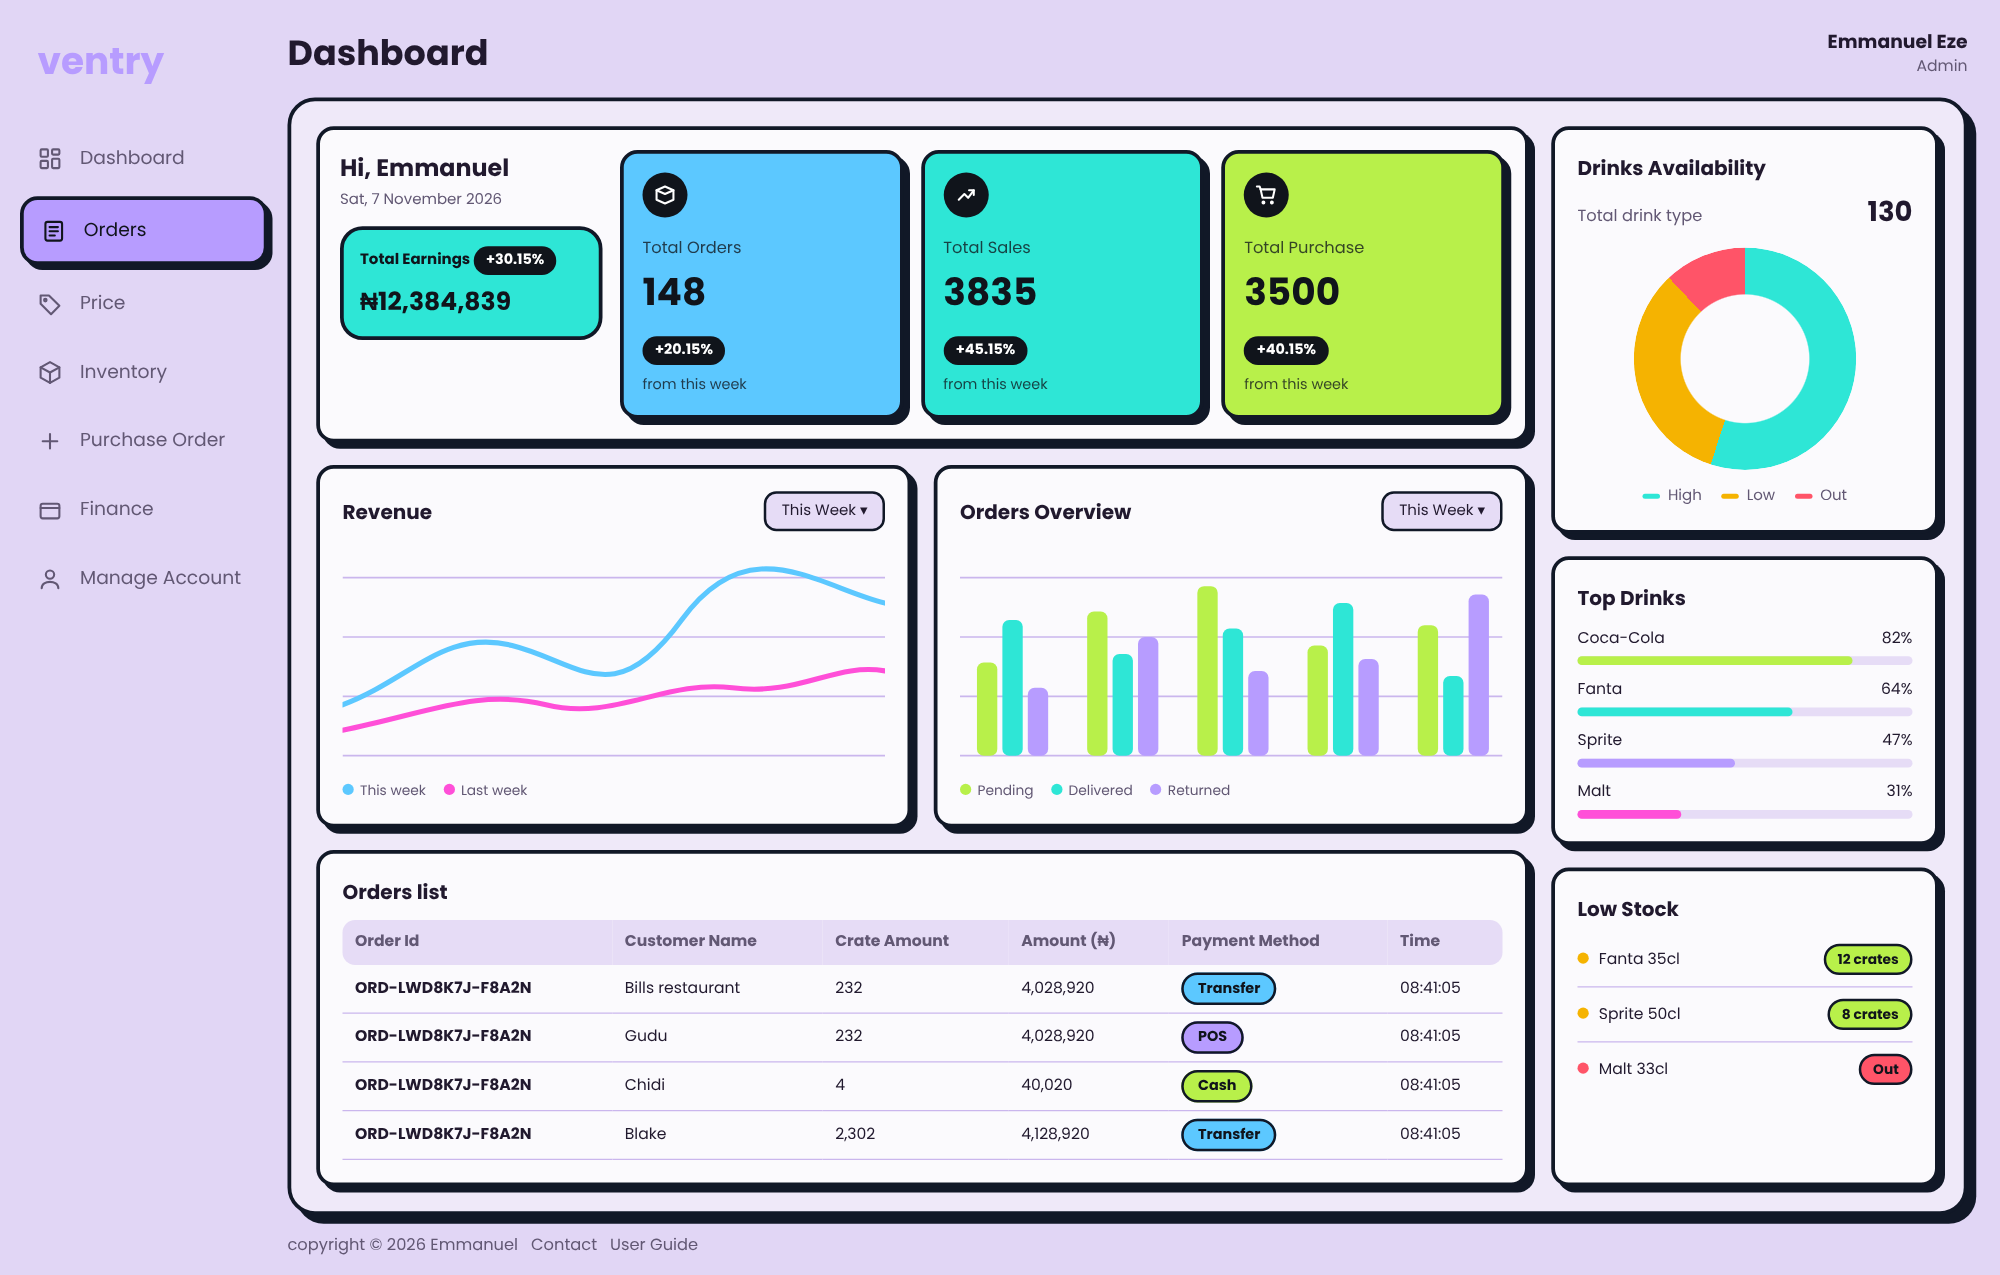 ventry
Dashboard
Orders
Price
Inventory
Purchase Order
Finance
Manage Account
Dashboard
Emmanuel Eze
Admin
Hi, Emmanuel
Sat, 7 November 2026
Total Earnings +30.15%
₦12,384,839
Total Orders
148
+20.15%
from this week
Total Sales
3835
+45.15%
from this week
Total Purchase
3500
+40.15%
from this week
Revenue
This Week ▾
This week Last week
Orders Overview
This Week ▾
Pending Delivered Returned
Orders list
Order Id Customer Name Crate Amount Amount (₦) Payment Method Time
ORD-LWD8K7J-F8A2N Bills restaurant 232 4,028,920 Transfer 08:41:05
ORD-LWD8K7J-F8A2N Gudu 232 4,028,920 POS 08:41:05
ORD-LWD8K7J-F8A2N Chidi 4 40,020 Cash 08:41:05
ORD-LWD8K7J-F8A2N Blake 2,302 4,128,920 Transfer 08:41:05
Drinks Availability
Total drink type 130
High Low Out
Top Drinks
Coca-Cola 82%
Fanta 64%
Sprite 47%
Malt 31%
Low Stock
Fanta 35cl 12 crates
Sprite 50cl 8 crates
Malt 33cl Out
copyright © 2026 Emmanuel Contact User Guide